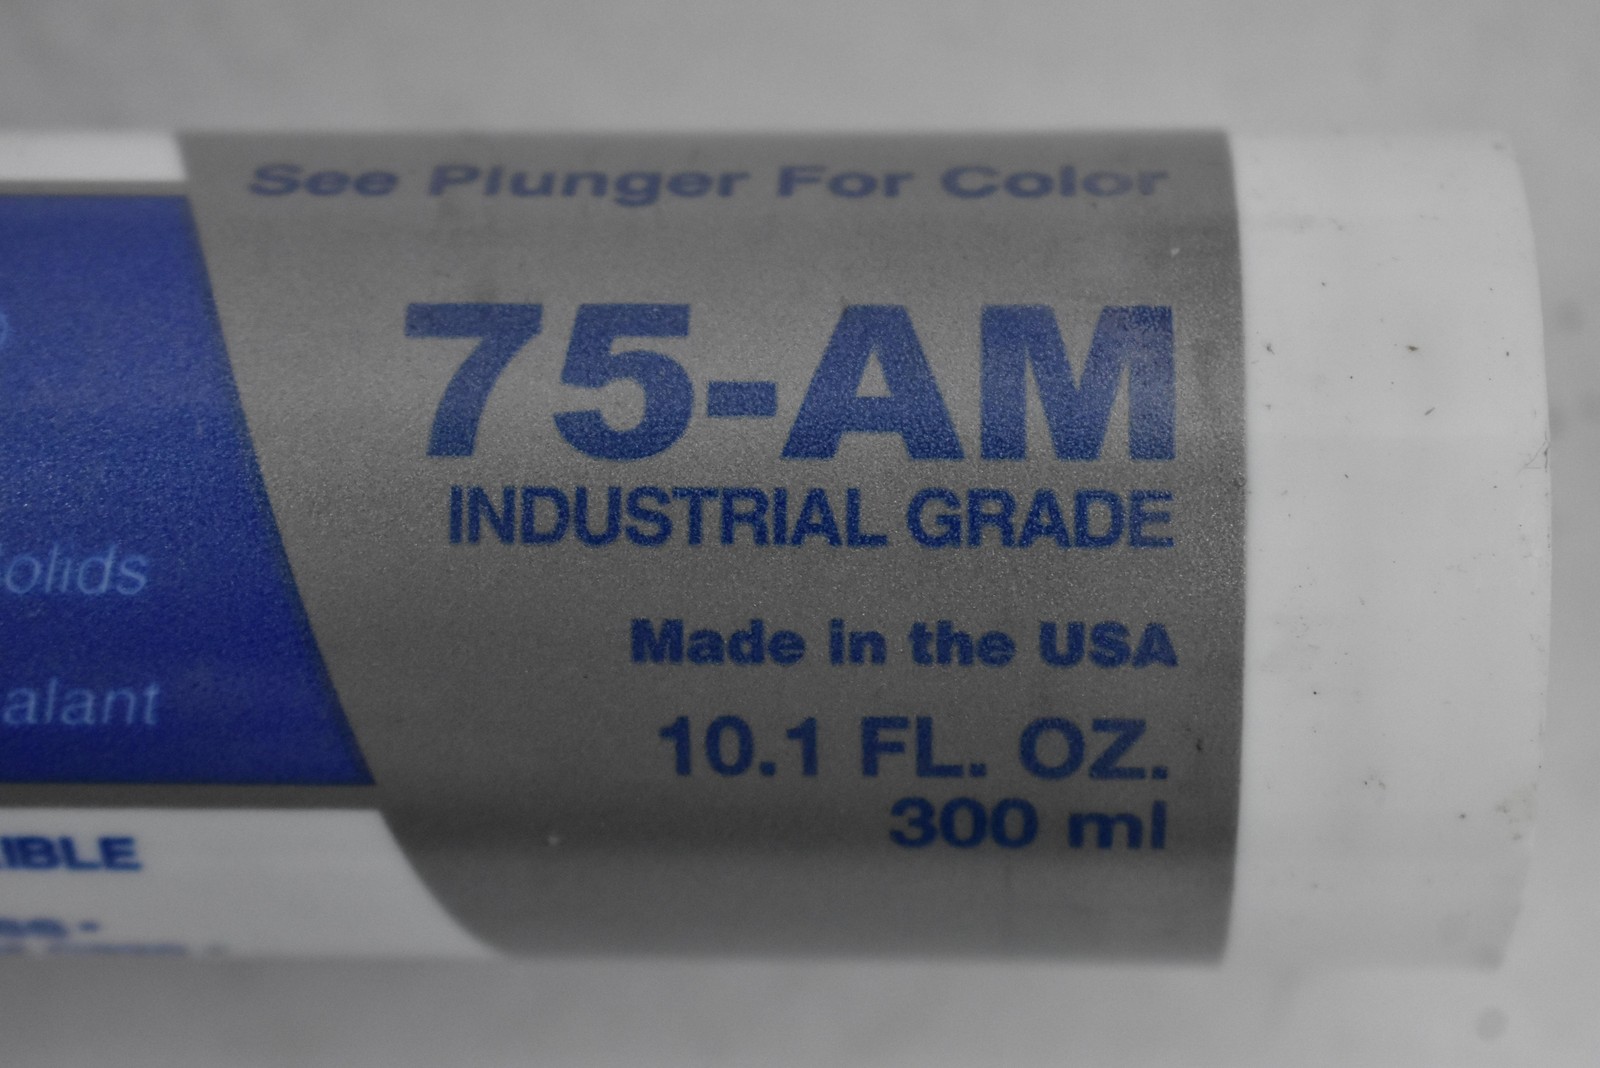 See Plunger For Color
75-AM
INDUSTRIAL GRADE
Made in the USA
10.1 FL. OZ.
300 ml
olids
alant
IBLE